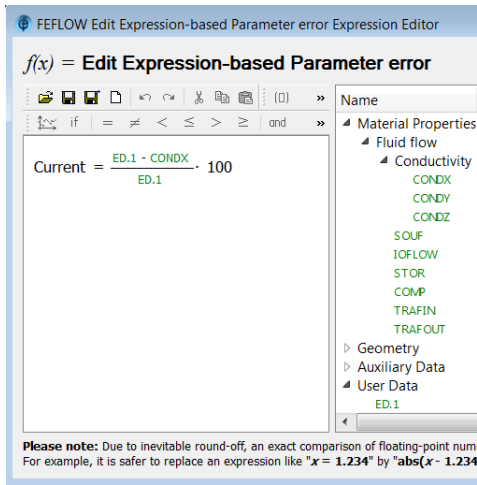 FEFLOW Edit Expression-based Parameter error Expression Editor
f(x) = Edit Expression-based Parameter error
»
if = ≠ < ≤ > ≥ and »
Current = ED.1 - CONDX / ED.1 · 100
Name
Material Properties
Fluid flow
Conductivity
CONDX
CONDY
CONDZ
SOUF
IOFLOW
STOR
COMP
TRAFIN
TRAFOUT
Geometry
Auxiliary Data
User Data
ED.1
Please note: Due to inevitable round-off, an exact comparison of floating-point num
For example, it is safer to replace an expression like "x = 1.234" by "abs(x - 1.234